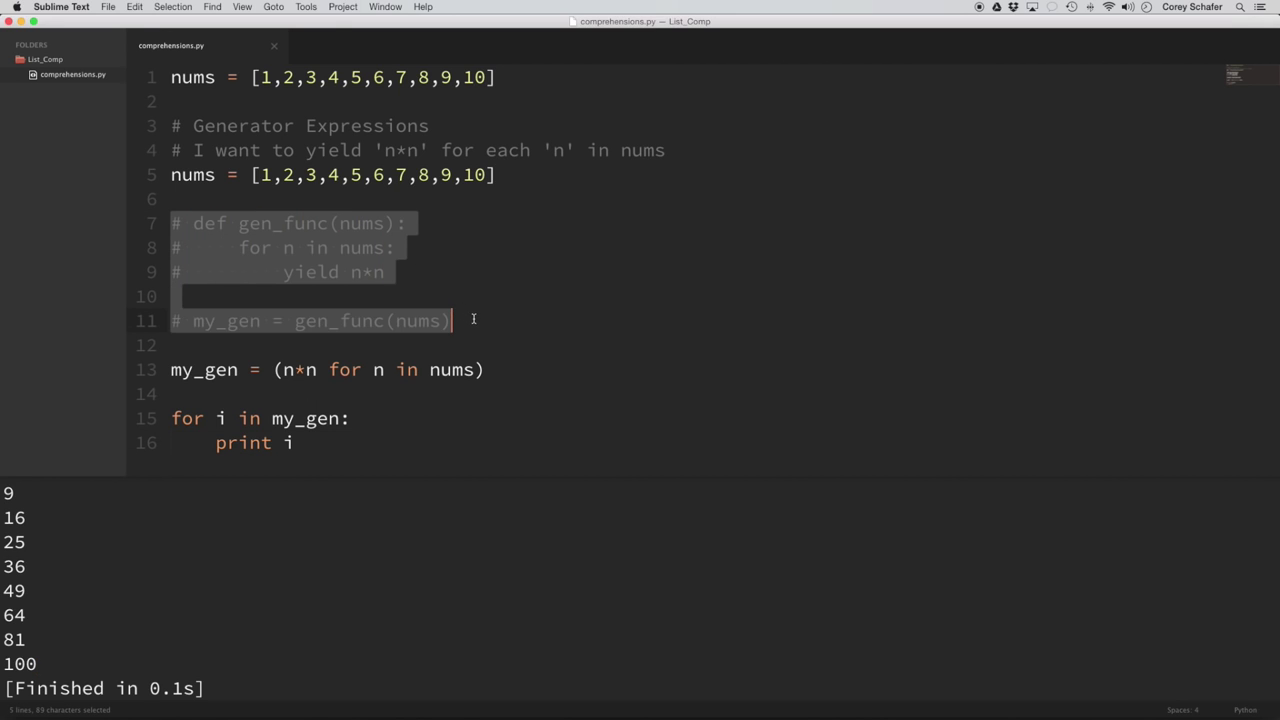 Sublime Text File Edit Selection Find View Goto Tools Project Window Help Corey Schafer
comprehensions.py — List_Comp
FOLDERS
List_Comp
comprehensions.py
comprehensions.py
1 nums = [1,2,3,4,5,6,7,8,9,10]
2
3 # Generator Expressions
4 # I want to yield 'n*n' for each 'n' in nums
5 nums = [1,2,3,4,5,6,7,8,9,10]
6
7 # def gen_func(nums):
8 #     for n in nums:
9 #         yield n*n
10
11 # my_gen = gen_func(nums)
12
13 my_gen = (n*n for n in nums)
14
15 for i in my_gen:
16     print i
9
16
25
36
49
64
81
100
[Finished in 0.1s]
5 lines, 89 characters selected Spaces: 4 Python